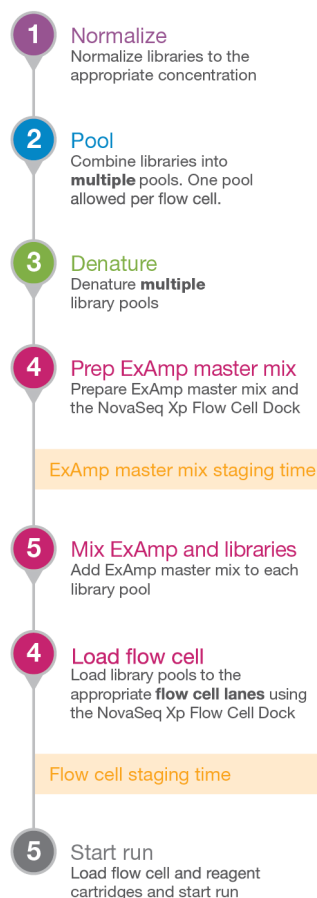 1
Normalize
Normalize libraries to the
appropriate concentration
2
Pool
Combine libraries into
multiple pools. One pool
allowed per flow cell.
3
Denature
Denature multiple
library pools
4
Prep ExAmp master mix
Prepare ExAmp master mix and
the NovaSeq Xp Flow Cell Dock
ExAmp master mix staging time
5
Mix ExAmp and libraries
Add ExAmp master mix to each
library pool
4
Load flow cell
Load library pools to the
appropriate flow cell lanes using
the NovaSeq Xp Flow Cell Dock
Flow cell staging time
5
Start run
Load flow cell and reagent
cartridges and start run